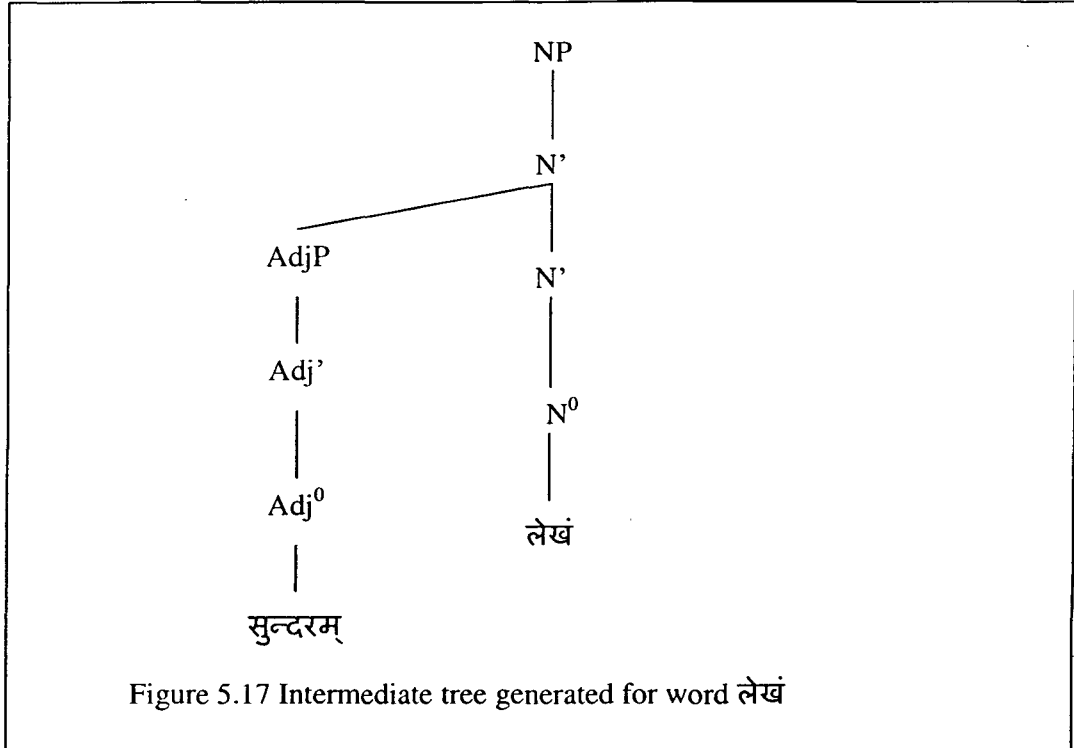 NP
N’
AdjP
N’
Adj’
N⁰
Adj⁰
लेखं
सुन्दरम्
Figure 5.17 Intermediate tree generated for word लेखं